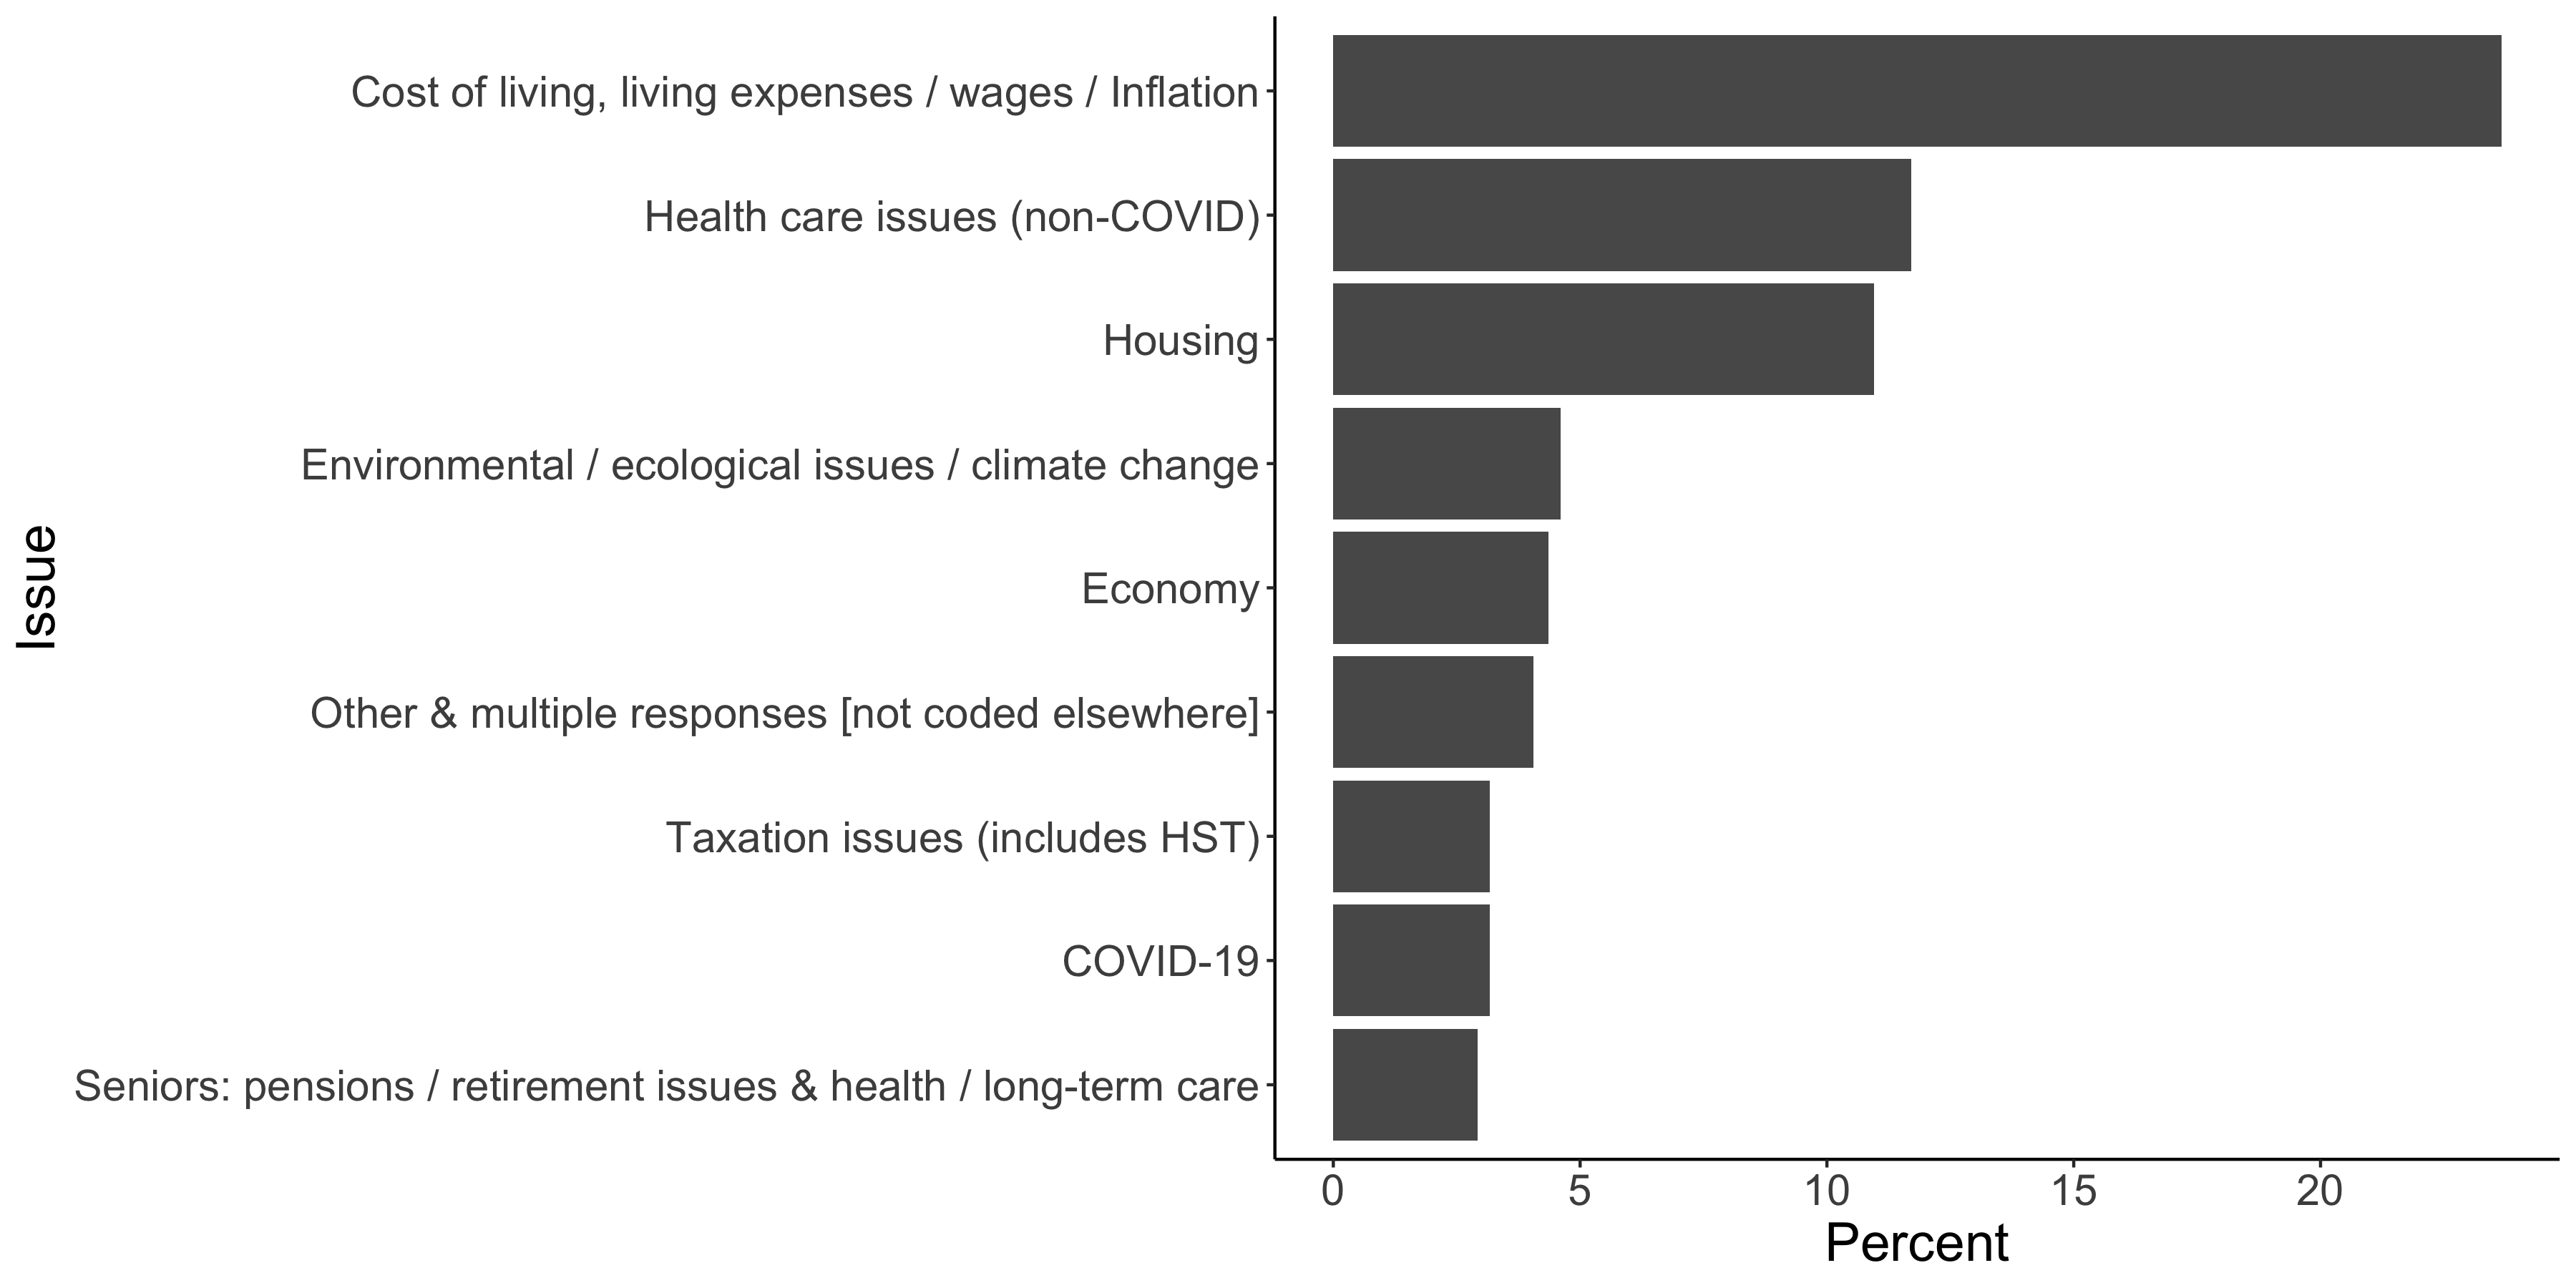 Cost of living, living expenses / wages / Inflation
Health care issues (non-COVID)
Housing
Environmental / ecological issues / climate change
Economy
Other & multiple responses [not coded elsewhere]
Taxation issues (includes HST)
COVID-19
Seniors: pensions / retirement issues & health / long-term care
Issue
0 5 10 15 20
Percent